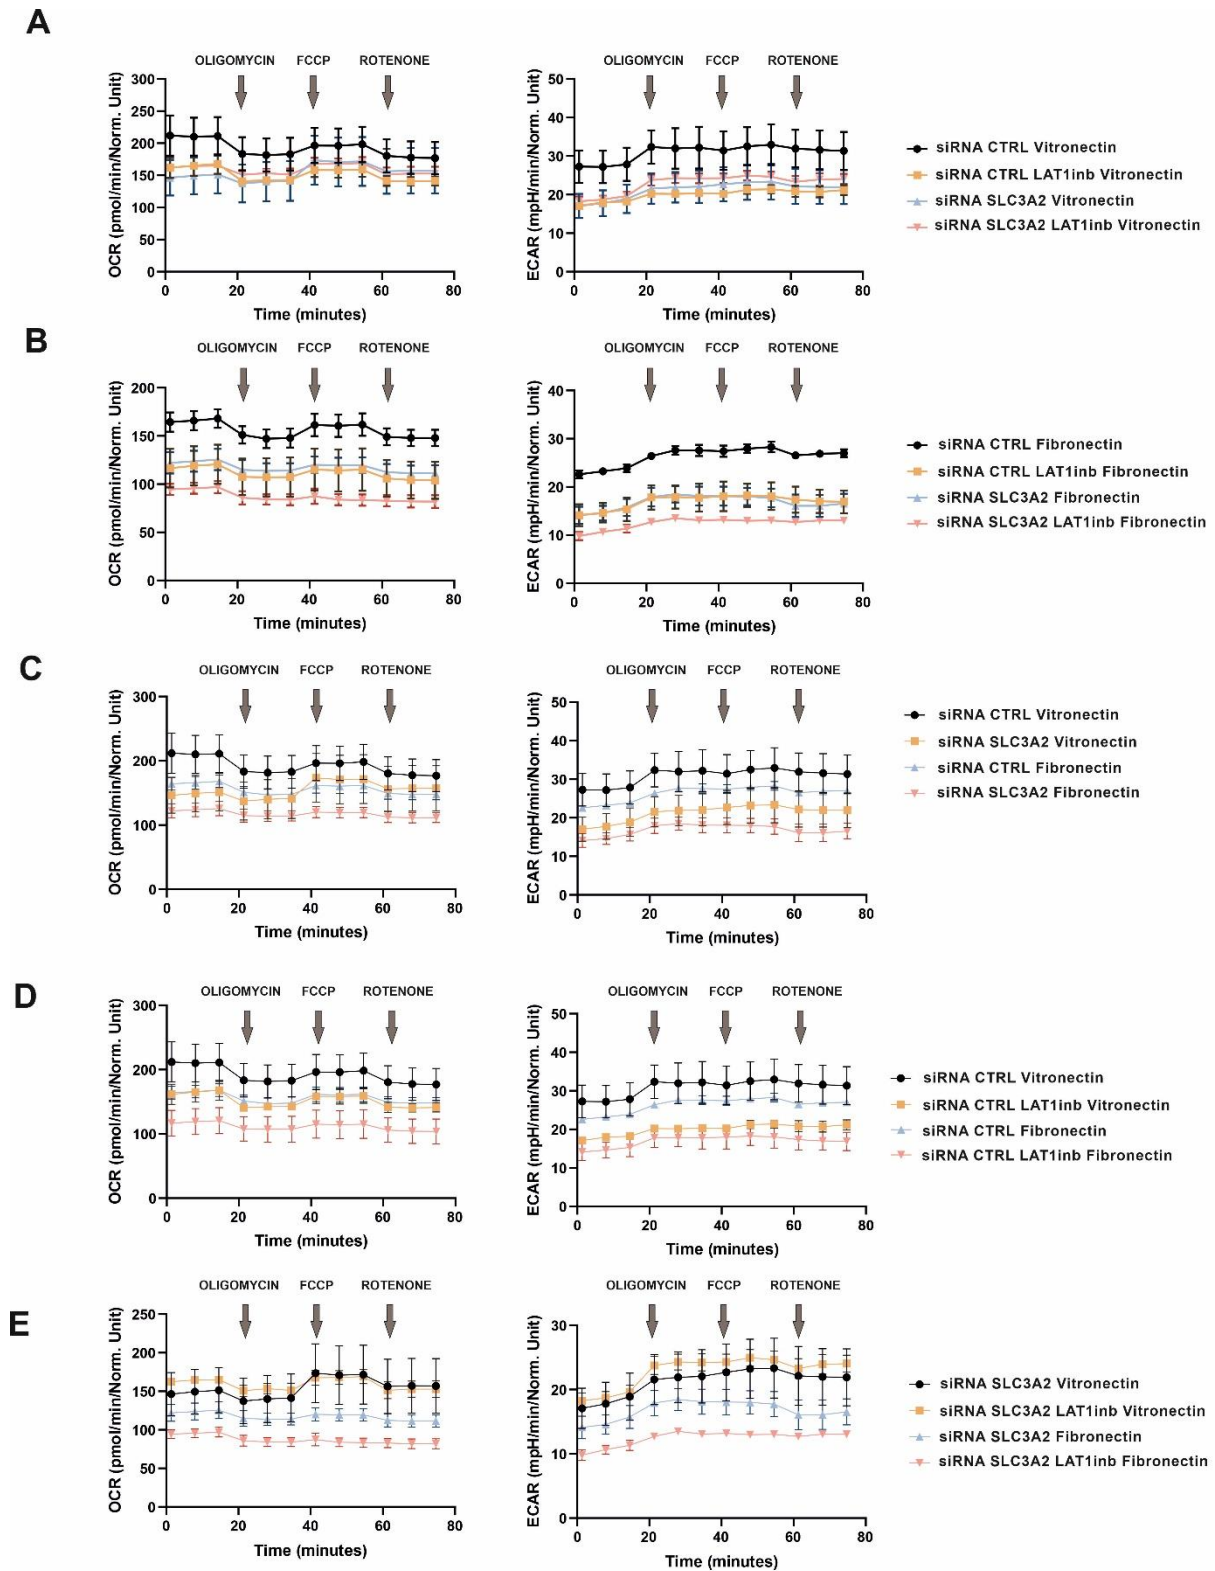 A
OLIGOMYCIN FCCP ROTENONE
OCR (pmol/min/Norm. Unit)
300
250
200
150
100
50
0
0 20 40 60 80
Time (minutes)
OLIGOMYCIN FCCP ROTENONE
ECAR (mpH/min/Norm. Unit)
50
40
30
20
10
0
0 20 40 60 80
Time (minutes)
siRNA CTRL Vitronectin
siRNA CTRL LAT1inb Vitronectin
siRNA SLC3A2 Vitronectin
siRNA SLC3A2 LAT1inb Vitronectin
B
OLIGOMYCIN FCCP ROTENONE
OCR (pmol/min/Norm. Unit)
200
150
100
50
0
0 20 40 60 80
Time (minutes)
OLIGOMYCIN FCCP ROTENONE
ECAR (mpH/min/Norm. Unit)
40
30
20
10
0
0 20 40 60 80
Time (minutes)
siRNA CTRL Fibronectin
siRNA CTRL LAT1inb Fibronectin
siRNA SLC3A2 Fibronectin
siRNA SLC3A2 LAT1inb Fibronectin
C
OLIGOMYCIN FCCP ROTENONE
OCR (pmol/min/Norm. Unit)
300
200
100
0
0 20 40 60 80
Time (minutes)
OLIGOMYCIN FCCP ROTENONE
ECAR (mpH/min/Norm. Unit)
50
40
30
20
10
0
0 20 40 60 80
Time (minutes)
siRNA CTRL Vitronectin
siRNA SLC3A2 Vitronectin
siRNA CTRL Fibronectin
siRNA SLC3A2 Fibronectin
D
OLIGOMYCIN FCCP ROTENONE
OCR (pmol/min/Norm. Unit)
300
200
100
0
0 20 40 60 80
Time (minutes)
OLIGOMYCIN FCCP ROTENONE
ECAR (mpH/min/Norm. Unit)
50
40
30
20
10
0
0 20 40 60 80
Time (minutes)
siRNA CTRL Vitronectin
siRNA CTRL LAT1inb Vitronectin
siRNA CTRL Fibronectin
siRNA CTRL LAT1inb Fibronectin
E
OLIGOMYCIN FCCP ROTENONE
OCR (pmol/min/Norm. Unit)
250
200
150
100
50
0
0 20 40 60 80
Time (minutes)
OLIGOMYCIN FCCP ROTENONE
ECAR (mpH/min/Norm. Unit)
30
20
10
0
0 20 40 60 80
Time (minutes)
siRNA SLC3A2 Vitronectin
siRNA SLC3A2 LAT1inb Vitronectin
siRNA SLC3A2 Fibronectin
siRNA SLC3A2 LAT1inb Fibronectin